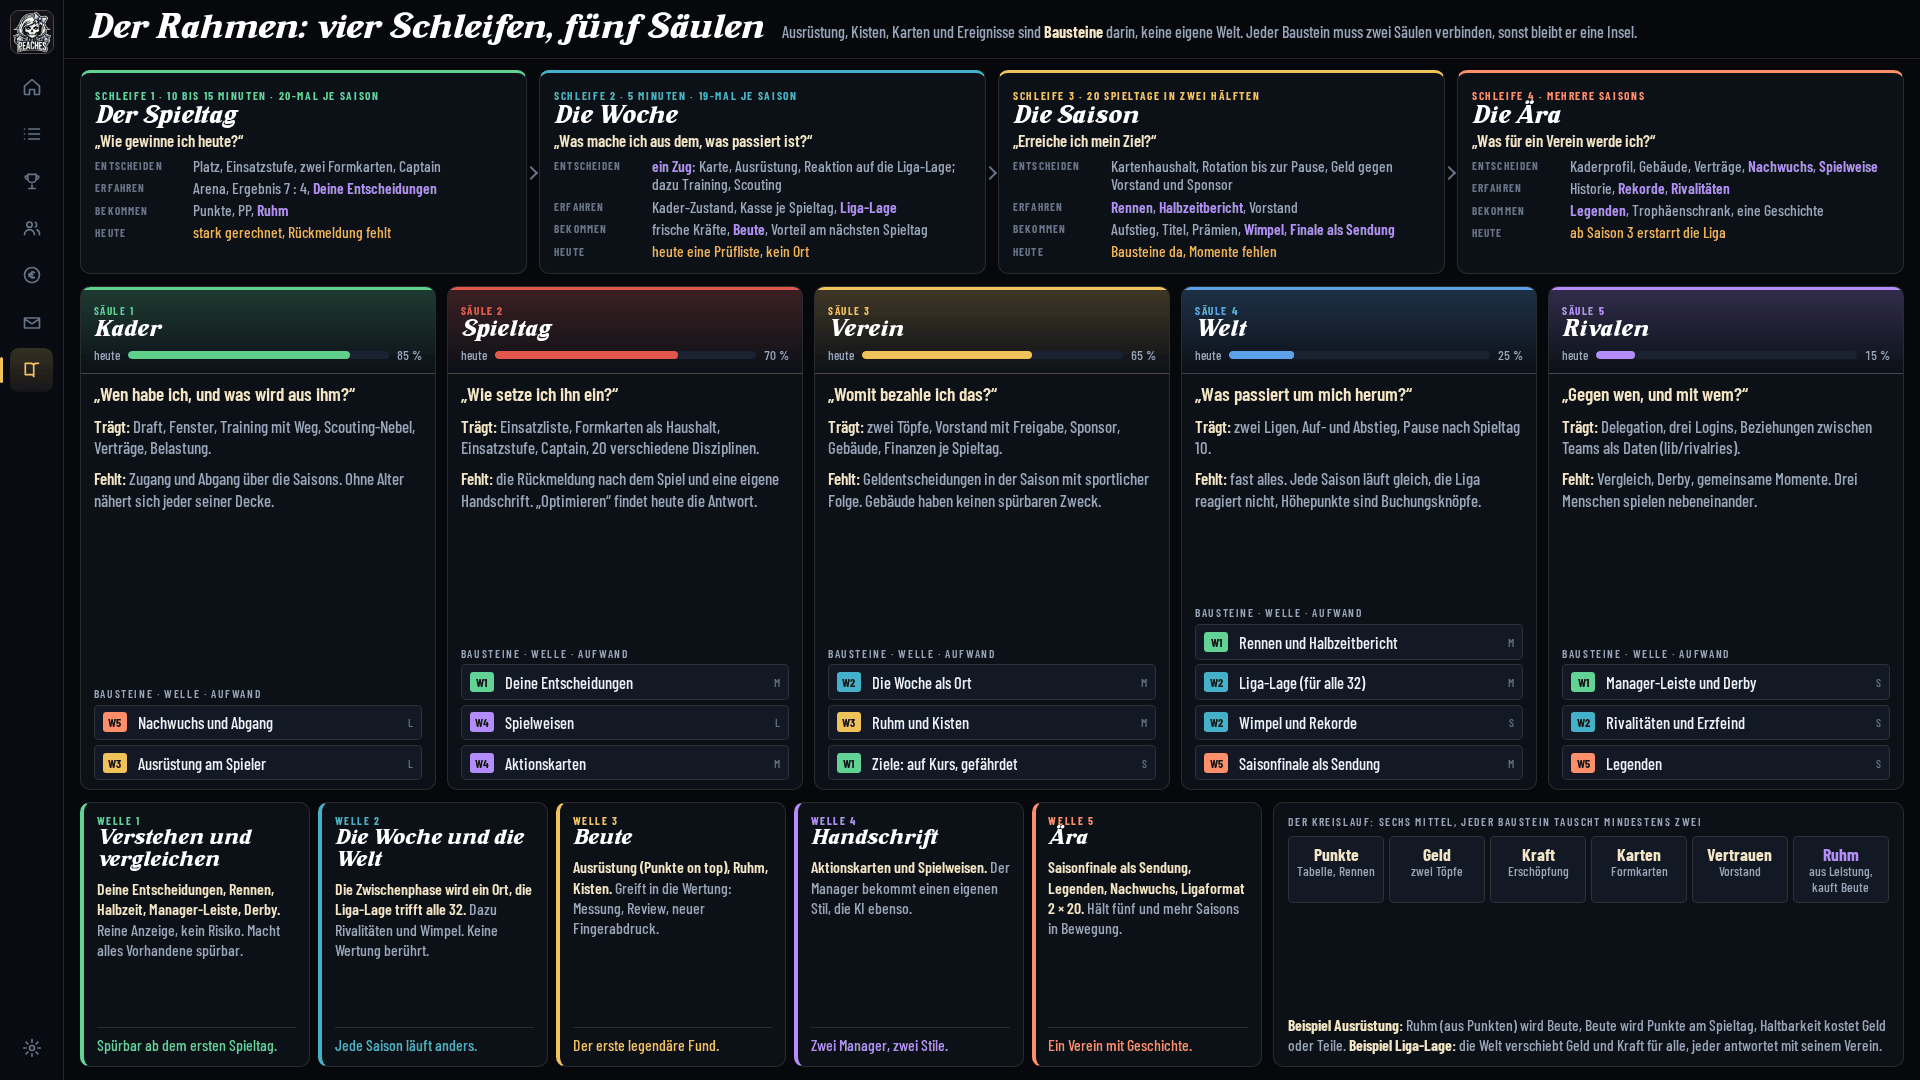 PEACHES
Der Rahmen: vier Schleifen, fünf Säulen
Ausrüstung, Kisten, Karten und Ereignisse sind Bausteine darin, keine eigene Welt. Jeder Baustein muss zwei Säulen verbinden, sonst bleibt er eine Insel.
SCHLEIFE 1 · 10 BIS 15 MINUTEN · 20-MAL JE SAISON
Der Spieltag
„Wie gewinne ich heute?“
ENTSCHEIDEN Platz, Einsatzstufe, zwei Formkarten, Captain
ERFAHREN Arena, Ergebnis 7 : 4, Deine Entscheidungen
BEKOMMEN Punkte, PP, Ruhm
HEUTE stark gerechnet, Rückmeldung fehlt
SCHLEIFE 2 · 5 MINUTEN · 19-MAL JE SAISON
Die Woche
„Was mache ich aus dem, was passiert ist?“
ENTSCHEIDEN ein Zug: Karte, Ausrüstung, Reaktion auf die Liga-Lage;
dazu Training, Scouting
ERFAHREN Kader-Zustand, Kasse je Spieltag, Liga-Lage
BEKOMMEN frische Kräfte, Beute, Vorteil am nächsten Spieltag
HEUTE heute eine Prüfliste, kein Ort
SCHLEIFE 3 · 20 SPIELTAGE IN ZWEI HÄLFTEN
Die Saison
„Erreiche ich mein Ziel?“
ENTSCHEIDEN Kartenhaushalt, Rotation bis zur Pause, Geld gegen
Vorstand und Sponsor
ERFAHREN Rennen, Halbzeitbericht, Vorstand
BEKOMMEN Aufstieg, Titel, Prämien, Wimpel, Finale als Sendung
HEUTE Bausteine da, Momente fehlen
SCHLEIFE 4 · MEHRERE SAISONS
Die Ära
„Was für ein Verein werde ich?“
ENTSCHEIDEN Kaderprofil, Gebäude, Verträge, Nachwuchs, Spielweise
ERFAHREN Historie, Rekorde, Rivalitäten
BEKOMMEN Legenden, Trophäenschrank, eine Geschichte
HEUTE ab Saison 3 erstarrt die Liga
SÄULE 1
Kader
heute 85 %
„Wen habe ich, und was wird aus ihm?“
Trägt: Draft, Fenster, Training mit Weg, Scouting-Nebel,
Verträge, Belastung.
Fehlt: Zugang und Abgang über die Saisons. Ohne Alter
nähert sich jeder seiner Decke.
BAUSTEINE · WELLE · AUFWAND
W5 Nachwuchs und Abgang L
W3 Ausrüstung am Spieler L
SÄULE 2
Spieltag
heute 70 %
„Wie setze ich ihn ein?“
Trägt: Einsatzliste, Formkarten als Haushalt,
Einsatzstufe, Captain, 20 verschiedene Disziplinen.
Fehlt: die Rückmeldung nach dem Spiel und eine eigene
Handschrift. „Optimieren“ findet heute die Antwort.
BAUSTEINE · WELLE · AUFWAND
W1 Deine Entscheidungen M
W4 Spielweisen L
W4 Aktionskarten M
SÄULE 3
Verein
heute 65 %
„Womit bezahle ich das?“
Trägt: zwei Töpfe, Vorstand mit Freigabe, Sponsor,
Gebäude, Finanzen je Spieltag.
Fehlt: Geldentscheidungen in der Saison mit sportlicher
Folge. Gebäude haben keinen spürbaren Zweck.
BAUSTEINE · WELLE · AUFWAND
W2 Die Woche als Ort M
W3 Ruhm und Kisten M
W1 Ziele: auf Kurs, gefährdet S
SÄULE 4
Welt
heute 25 %
„Was passiert um mich herum?“
Trägt: zwei Ligen, Auf- und Abstieg, Pause nach Spieltag
10.
Fehlt: fast alles. Jede Saison läuft gleich, die Liga
reagiert nicht, Höhepunkte sind Buchungsknöpfe.
BAUSTEINE · WELLE · AUFWAND
W1 Rennen und Halbzeitbericht M
W2 Liga-Lage (für alle 32) M
W2 Wimpel und Rekorde S
W5 Saisonfinale als Sendung M
SÄULE 5
Rivalen
heute 15 %
„Gegen wen, und mit wem?“
Trägt: Delegation, drei Logins, Beziehungen zwischen
Teams als Daten (lib/rivalries).
Fehlt: Vergleich, Derby, gemeinsame Momente. Drei
Menschen spielen nebeneinander.
BAUSTEINE · WELLE · AUFWAND
W1 Manager-Leiste und Derby S
W2 Rivalitäten und Erzfeind S
W5 Legenden S
WELLE 1
Verstehen und
vergleichen
Deine Entscheidungen, Rennen,
Halbzeit, Manager-Leiste, Derby.
Reine Anzeige, kein Risiko. Macht
alles Vorhandene spürbar.
Spürbar ab dem ersten Spieltag.
WELLE 2
Die Woche und die
Welt
Die Zwischenphase wird ein Ort, die
Liga-Lage trifft alle 32. Dazu
Rivalitäten und Wimpel. Keine
Wertung berührt.
Jede Saison läuft anders.
WELLE 3
Beute
Ausrüstung (Punkte on top), Ruhm,
Kisten. Greift in die Wertung:
Messung, Review, neuer
Fingerabdruck.
Der erste legendäre Fund.
WELLE 4
Handschrift
Aktionskarten und Spielweisen. Der
Manager bekommt einen eigenen
Stil, die KI ebenso.
Zwei Manager, zwei Stile.
WELLE 5
Ära
Saisonfinale als Sendung,
Legenden, Nachwuchs, Ligaformat
2 × 20. Hält fünf und mehr Saisons
in Bewegung.
Ein Verein mit Geschichte.
DER KREISLAUF: SECHS MITTEL, JEDER BAUSTEIN TAUSCHT MINDESTENS ZWEI
Punkte
Tabelle, Rennen
Geld
zwei Töpfe
Kraft
Erschöpfung
Karten
Formkarten
Vertrauen
Vorstand
Ruhm
aus Leistung,
kauft Beute
Beispiel Ausrüstung: Ruhm (aus Punkten) wird Beute, Beute wird Punkte am Spieltag, Haltbarkeit kostet Geld
oder Teile. Beispiel Liga-Lage: die Welt verschiebt Geld und Kraft für alle, jeder antwortet mit seinem Verein.